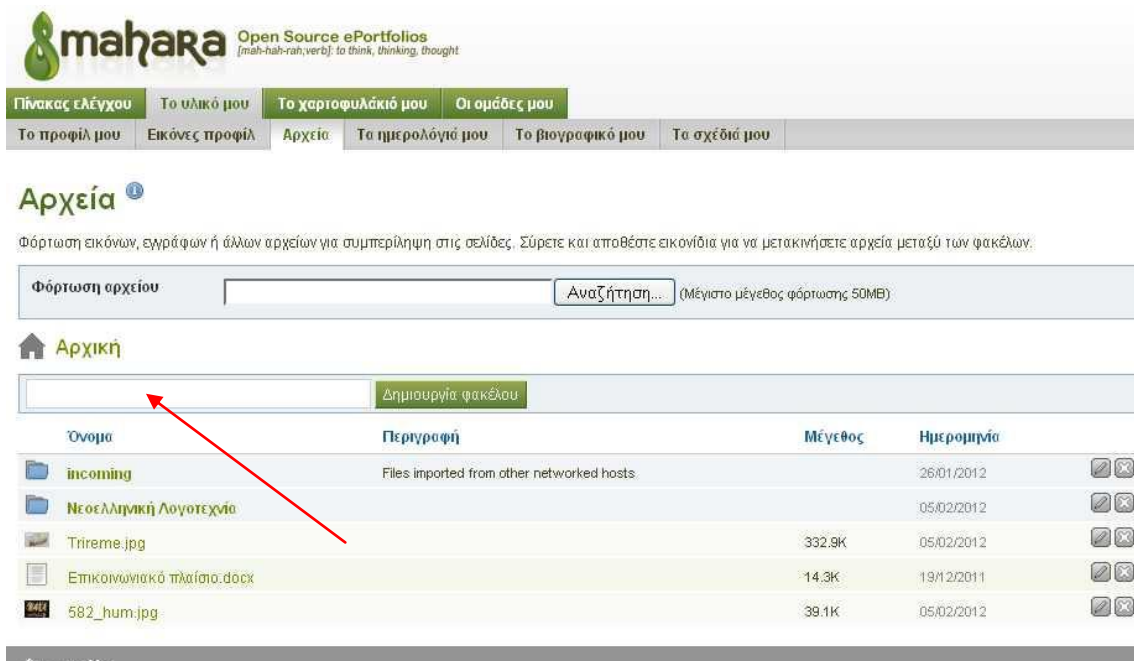 mahara Open Source ePortfolios
[mah-hah-rah;verb]: to think, thinking, thought
Πίνακας ελέγχου Το υλικό μου Το χαρτοφυλάκιό μου Οι ομάδες μου
Το προφίλ μου Εικόνες προφίλ Αρχεία Τα ημερολόγιά μου Το βιογραφικό μου Τα σχέδιά μου
Αρχεία
Φόρτωση εικόνων, εγγράφων ή άλλων αρχείων για συμπερίληψη στις σελίδες. Σύρετε και αποθέστε εικονίδια για να μετακινήσετε αρχεία μεταξύ των φακέλων.
Φόρτωση αρχείου Αναζήτηση... (Μέγιστο μέγεθος φόρτωσης 50MB)
Αρχική
Δημιουργία φακέλου
Όνομα Περιγραφή Μέγεθος Ημερομηνία
incoming Files imported from other networked hosts 26/01/2012
Νεοελληνική Λογοτεχνία 05/02/2012
Trireme.jpg 332.9K 05/02/2012
Επικοινωνιακό πλαίσιο.docx 14.3K 19/12/2011
582_hum.jpg 39.1K 05/02/2012